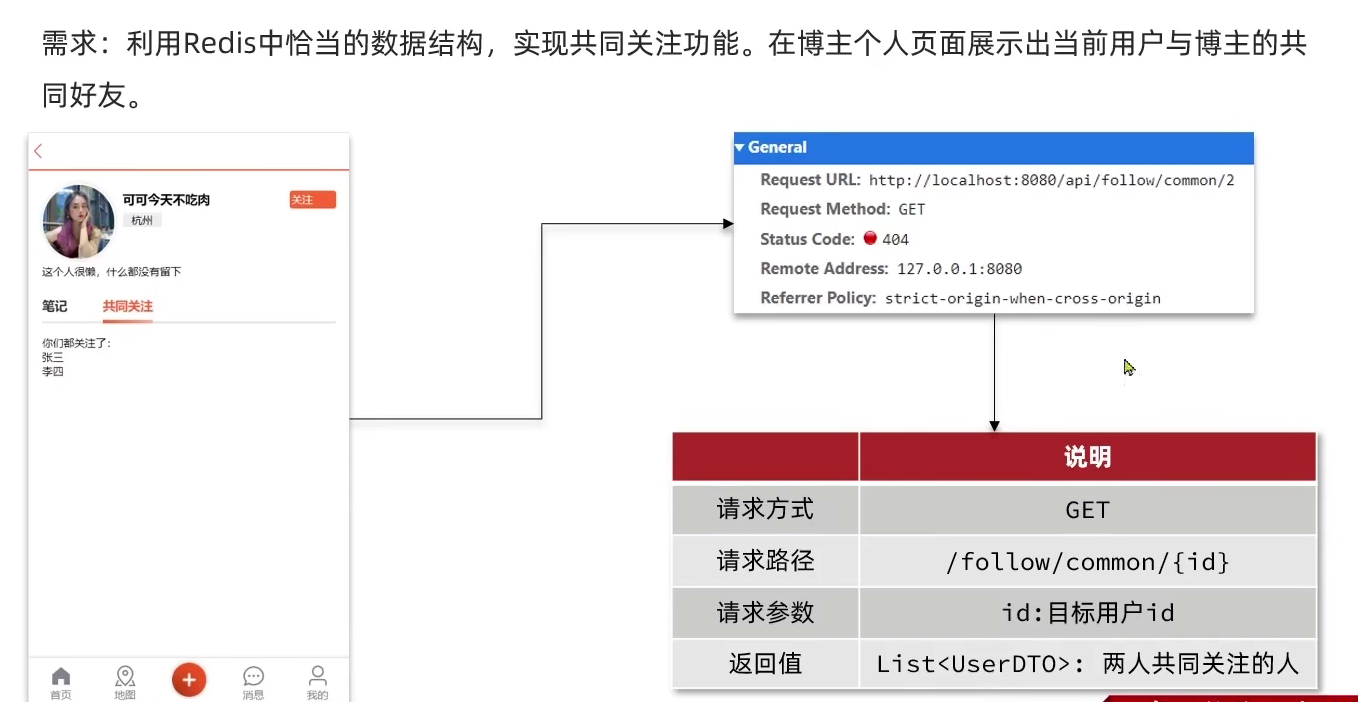 需求：利用Redis中恰当的数据结构，实现共同关注功能。在博主个人页面展示出当前用户与博主的共
同好友。
可可今天不吃肉
关注
杭州
这个人很懒，什么都没有留下
笔记 共同关注
你们都关注了：
张三
李四
首页 地图 消息 我的
General
Request URL: http://localhost:8080/api/follow/common/2
Request Method: GET
Status Code: 404
Remote Address: 127.0.0.1:8080
Referrer Policy: strict-origin-when-cross-origin
说明
请求方式 GET
请求路径 /follow/common/{id}
请求参数 id:目标用户id
返回值 List<UserDTO>: 两人共同关注的人